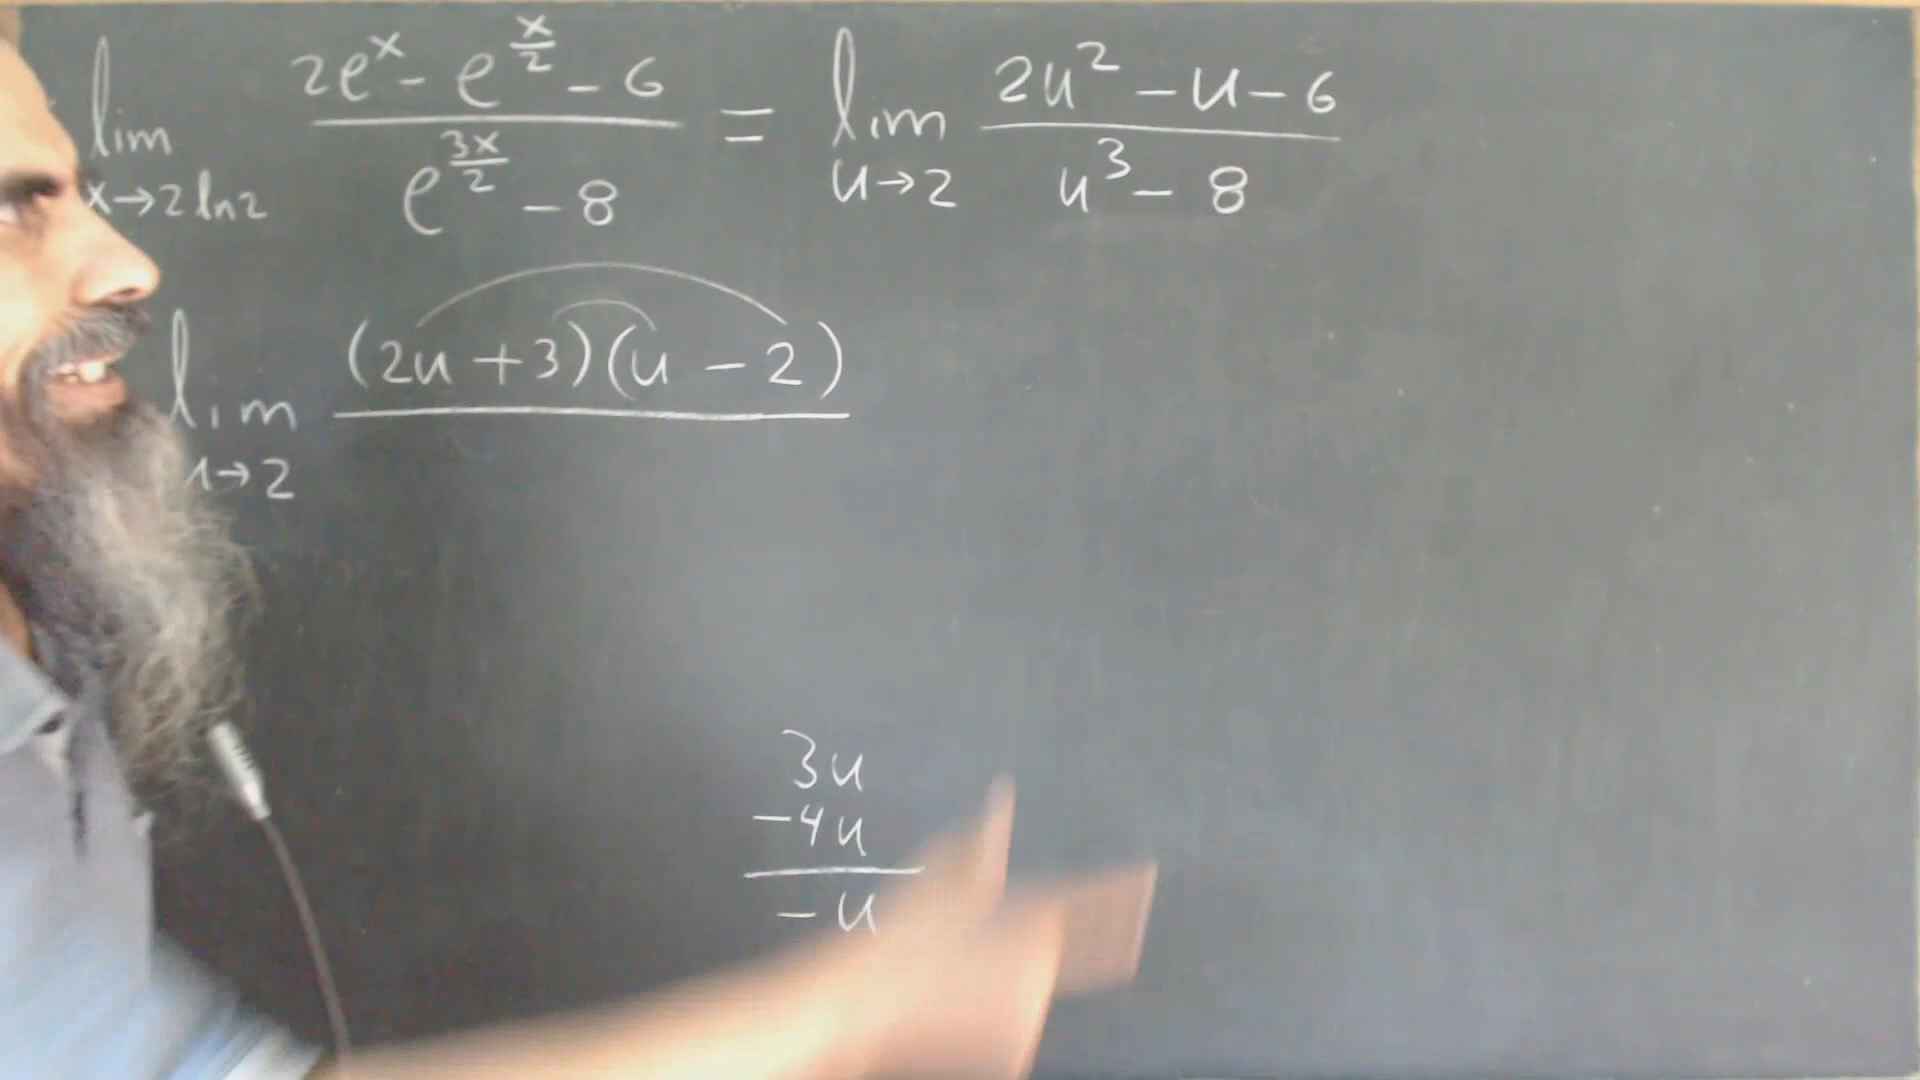 lim x→2ln2 (2e^x - e^(x/2) - 6)/(e^(3x/2) - 8) = lim u→2 (2u² - u - 6)/(u³ - 8)
lim →2 (2u + 3)(u - 2)
3u
-4u
-u